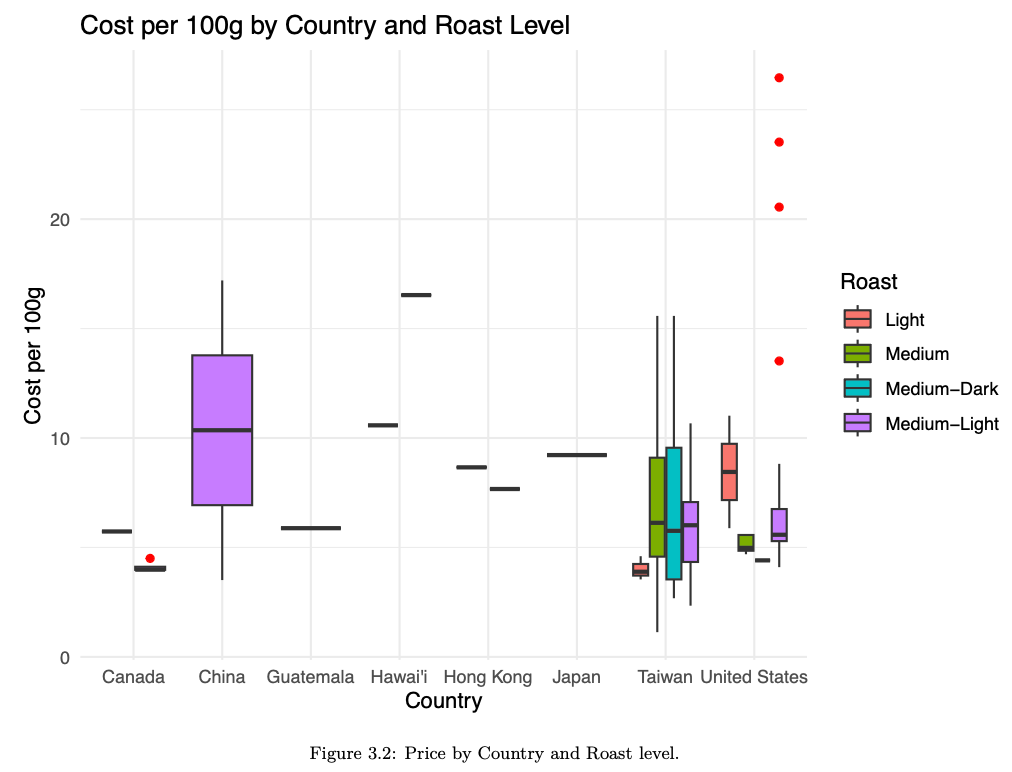 Cost per 100g by Country and Roast Level
Cost per 100g
20
10
0
Canada China Guatemala Hawai'i Hong Kong Japan Taiwan United States
Country
Roast
Light
Medium
Medium−Dark
Medium−Light
Figure 3.2: Price by Country and Roast level.